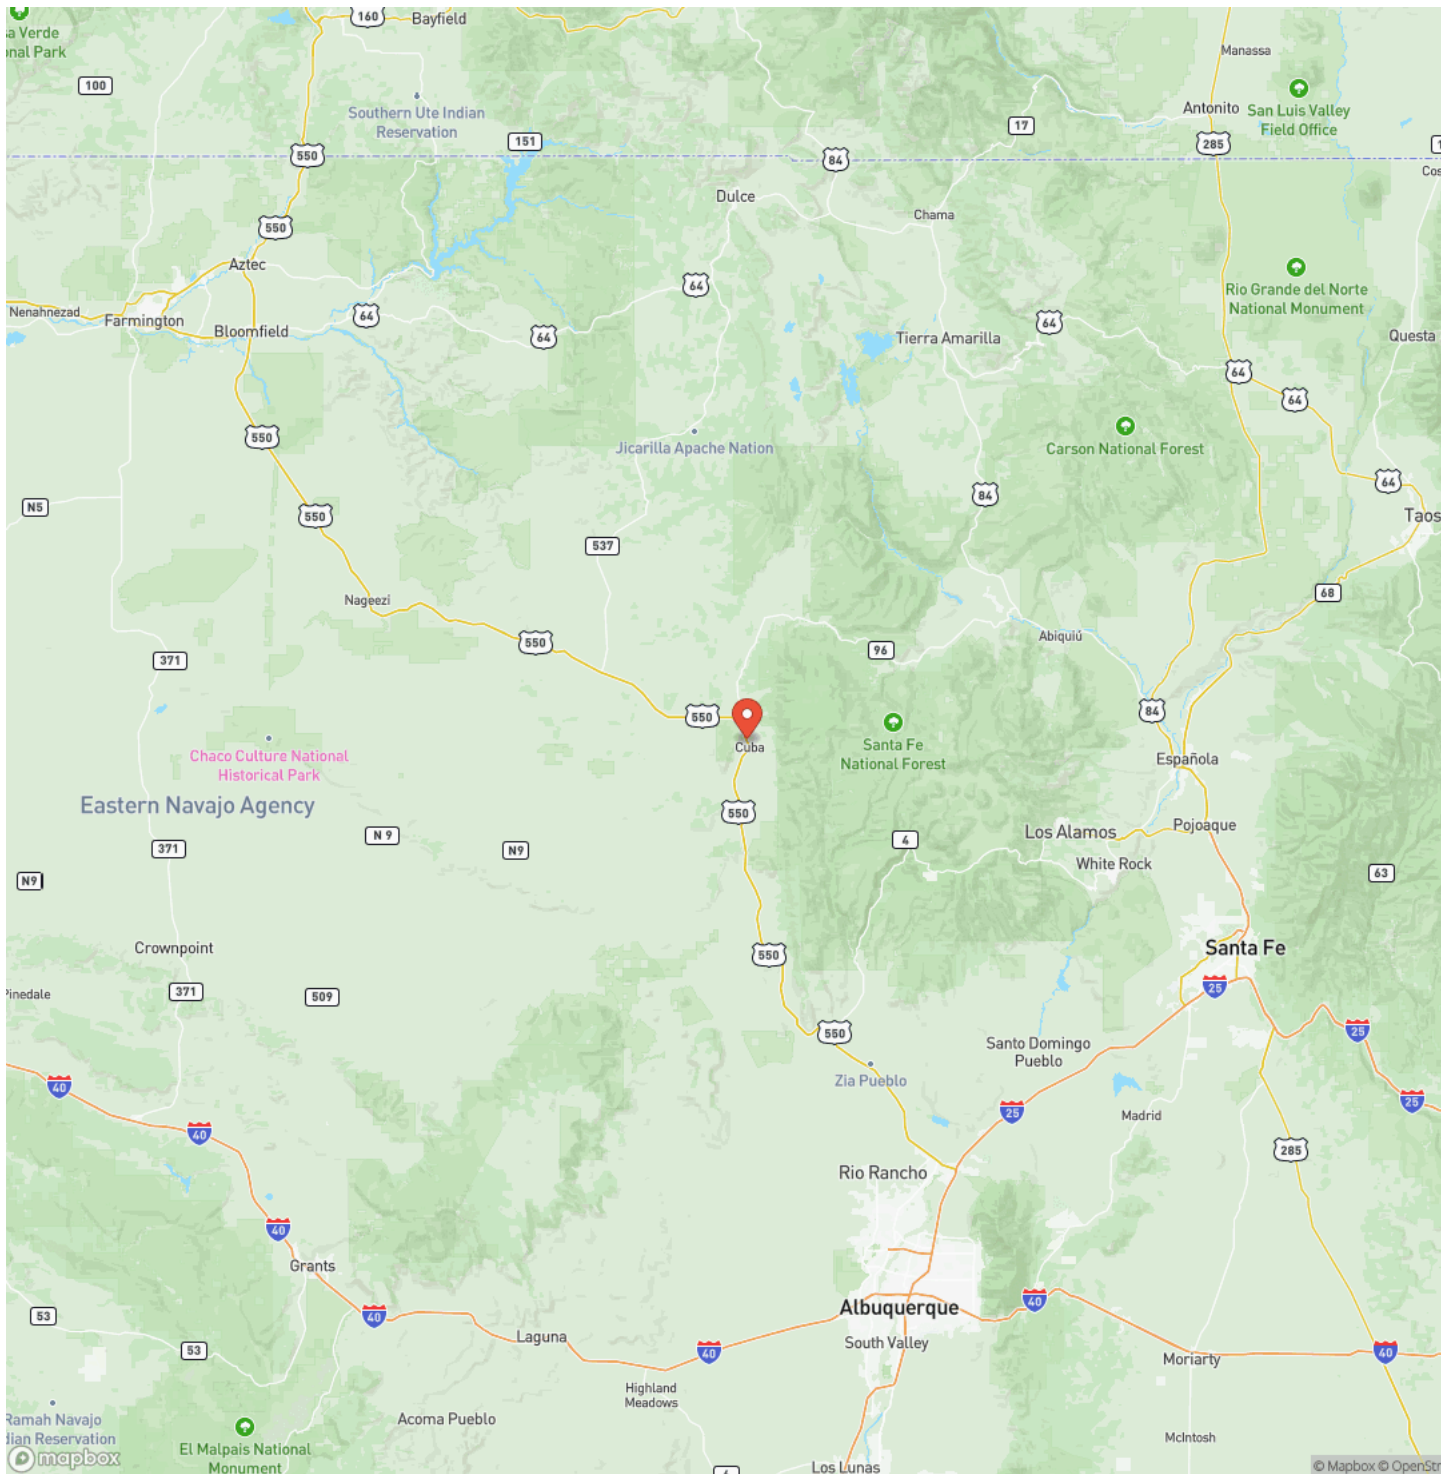 160
Bayfield
sa Verde
onal Park
Manassa
100
San Luis Valley
Field Office
Antonito
Southern Ute Indian
Reservation
17
151
285
550
84
Dulce
Chama
550
Aztec
64
Rio Grande del Norte
National Monument
Nenahnezad
Farmington
Bloomfield
64
64
64
Tierra Amarilla
Questa
64
64
550
Jicarilla Apache Nation
Carson National Forest
64
84
N5
550
Taos
537
68
Nageezi
Abiquiú
550
96
371
550
84
Cuba
Santa Fe
National Forest
Chaco Culture National
Historical Park
Española
Eastern Navajo Agency
550
Pojoaque
Los Alamos
N 9
4
371
N9
White Rock
N9
63
Crownpoint
Santa Fe
550
371
509
25
Pinedale
550
25
Santo Domingo
Pueblo
Zia Pueblo
40
25
25
Madrid
40
285
Rio Rancho
40
Grants
40
Albuquerque
53
40
Laguna
South Valley
53
40
Moriarty
40
Highland
Meadows
Ramah Navajo
dian Reservation
Acoma Pueblo
El Malpais National
Monument
McIntosh
mapbox
Los Lunas
© Mapbox © OpenStr